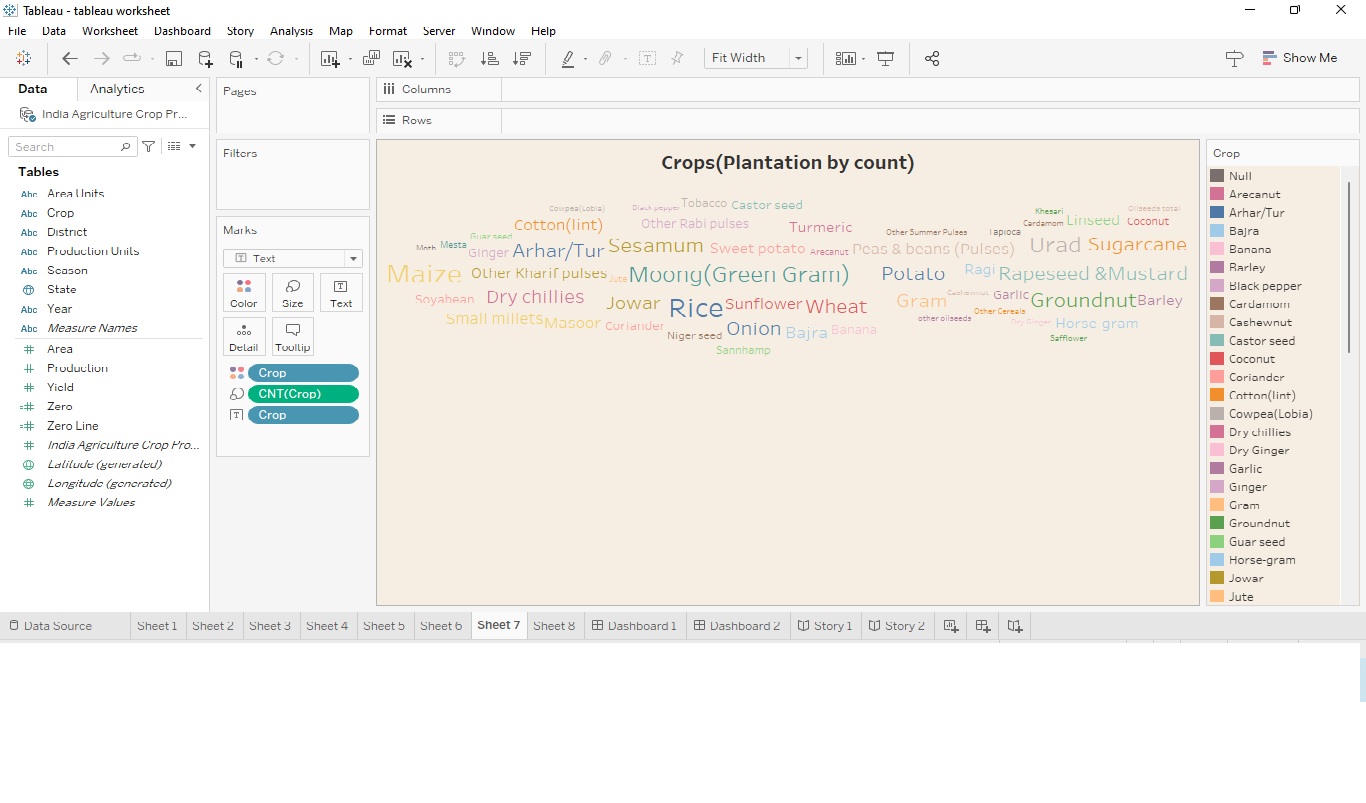 Tableau - tableau worksheet
File Data Worksheet Dashboard Story Analysis Map Format Server Window Help
Fit Width
Show Me
Data Analytics
India Agriculture Crop Pr...
Search
Tables
Abc Area Units
Abc Crop
Abc District
Abc Production Units
Abc Season
State
Abc Year
Abc Measure Names
# Area
# Production
# Yield
=# Zero
=# Zero Line
# India Agriculture Crop Pro...
Latitude (generated)
Longitude (generated)
# Measure Values
Pages
Filters
Marks
Text
Color Size Text
Detail Tooltip
Crop
CNT(Crop)
Crop
Columns
Rows
Crops(Plantation by count)
Cowpea(Lobia) Black pepper Tobacco Castor seed Khesari Oilseeds total
Cotton(lint) Other Rabi pulses Turmeric Cardamom Linseed Coconut
Guar seed Other Summer Pulses Tapioca
Moth Mesta Ginger Arhar/Tur Sesamum Sweet potato Arecanut Peas & beans (Pulses) Urad Sugarcane
Maize Other Kharif pulses Jute Moong(Green Gram) Potato Ragi Rapeseed &Mustard
Soyabean Dry chillies Jowar Rice Sunflower Wheat Gram Cashewnut Garlic Groundnut Barley
Small millets Masoor Coriander Onion Bajra Banana other oilseeds Other Cereals Dry Ginger Horse-gram
Niger seed Safflower
Sannhamp
Crop
Null
Arecanut
Arhar/Tur
Bajra
Banana
Barley
Black pepper
Cardamom
Cashewnut
Castor seed
Coconut
Coriander
Cotton(lint)
Cowpea(Lobia)
Dry chillies
Dry Ginger
Garlic
Ginger
Gram
Groundnut
Guar seed
Horse-gram
Jowar
Jute
Data Source Sheet 1 Sheet 2 Sheet 3 Sheet 4 Sheet 5 Sheet 6 Sheet 7 Sheet 8 Dashboard 1 Dashboard 2 Story 1 Story 2